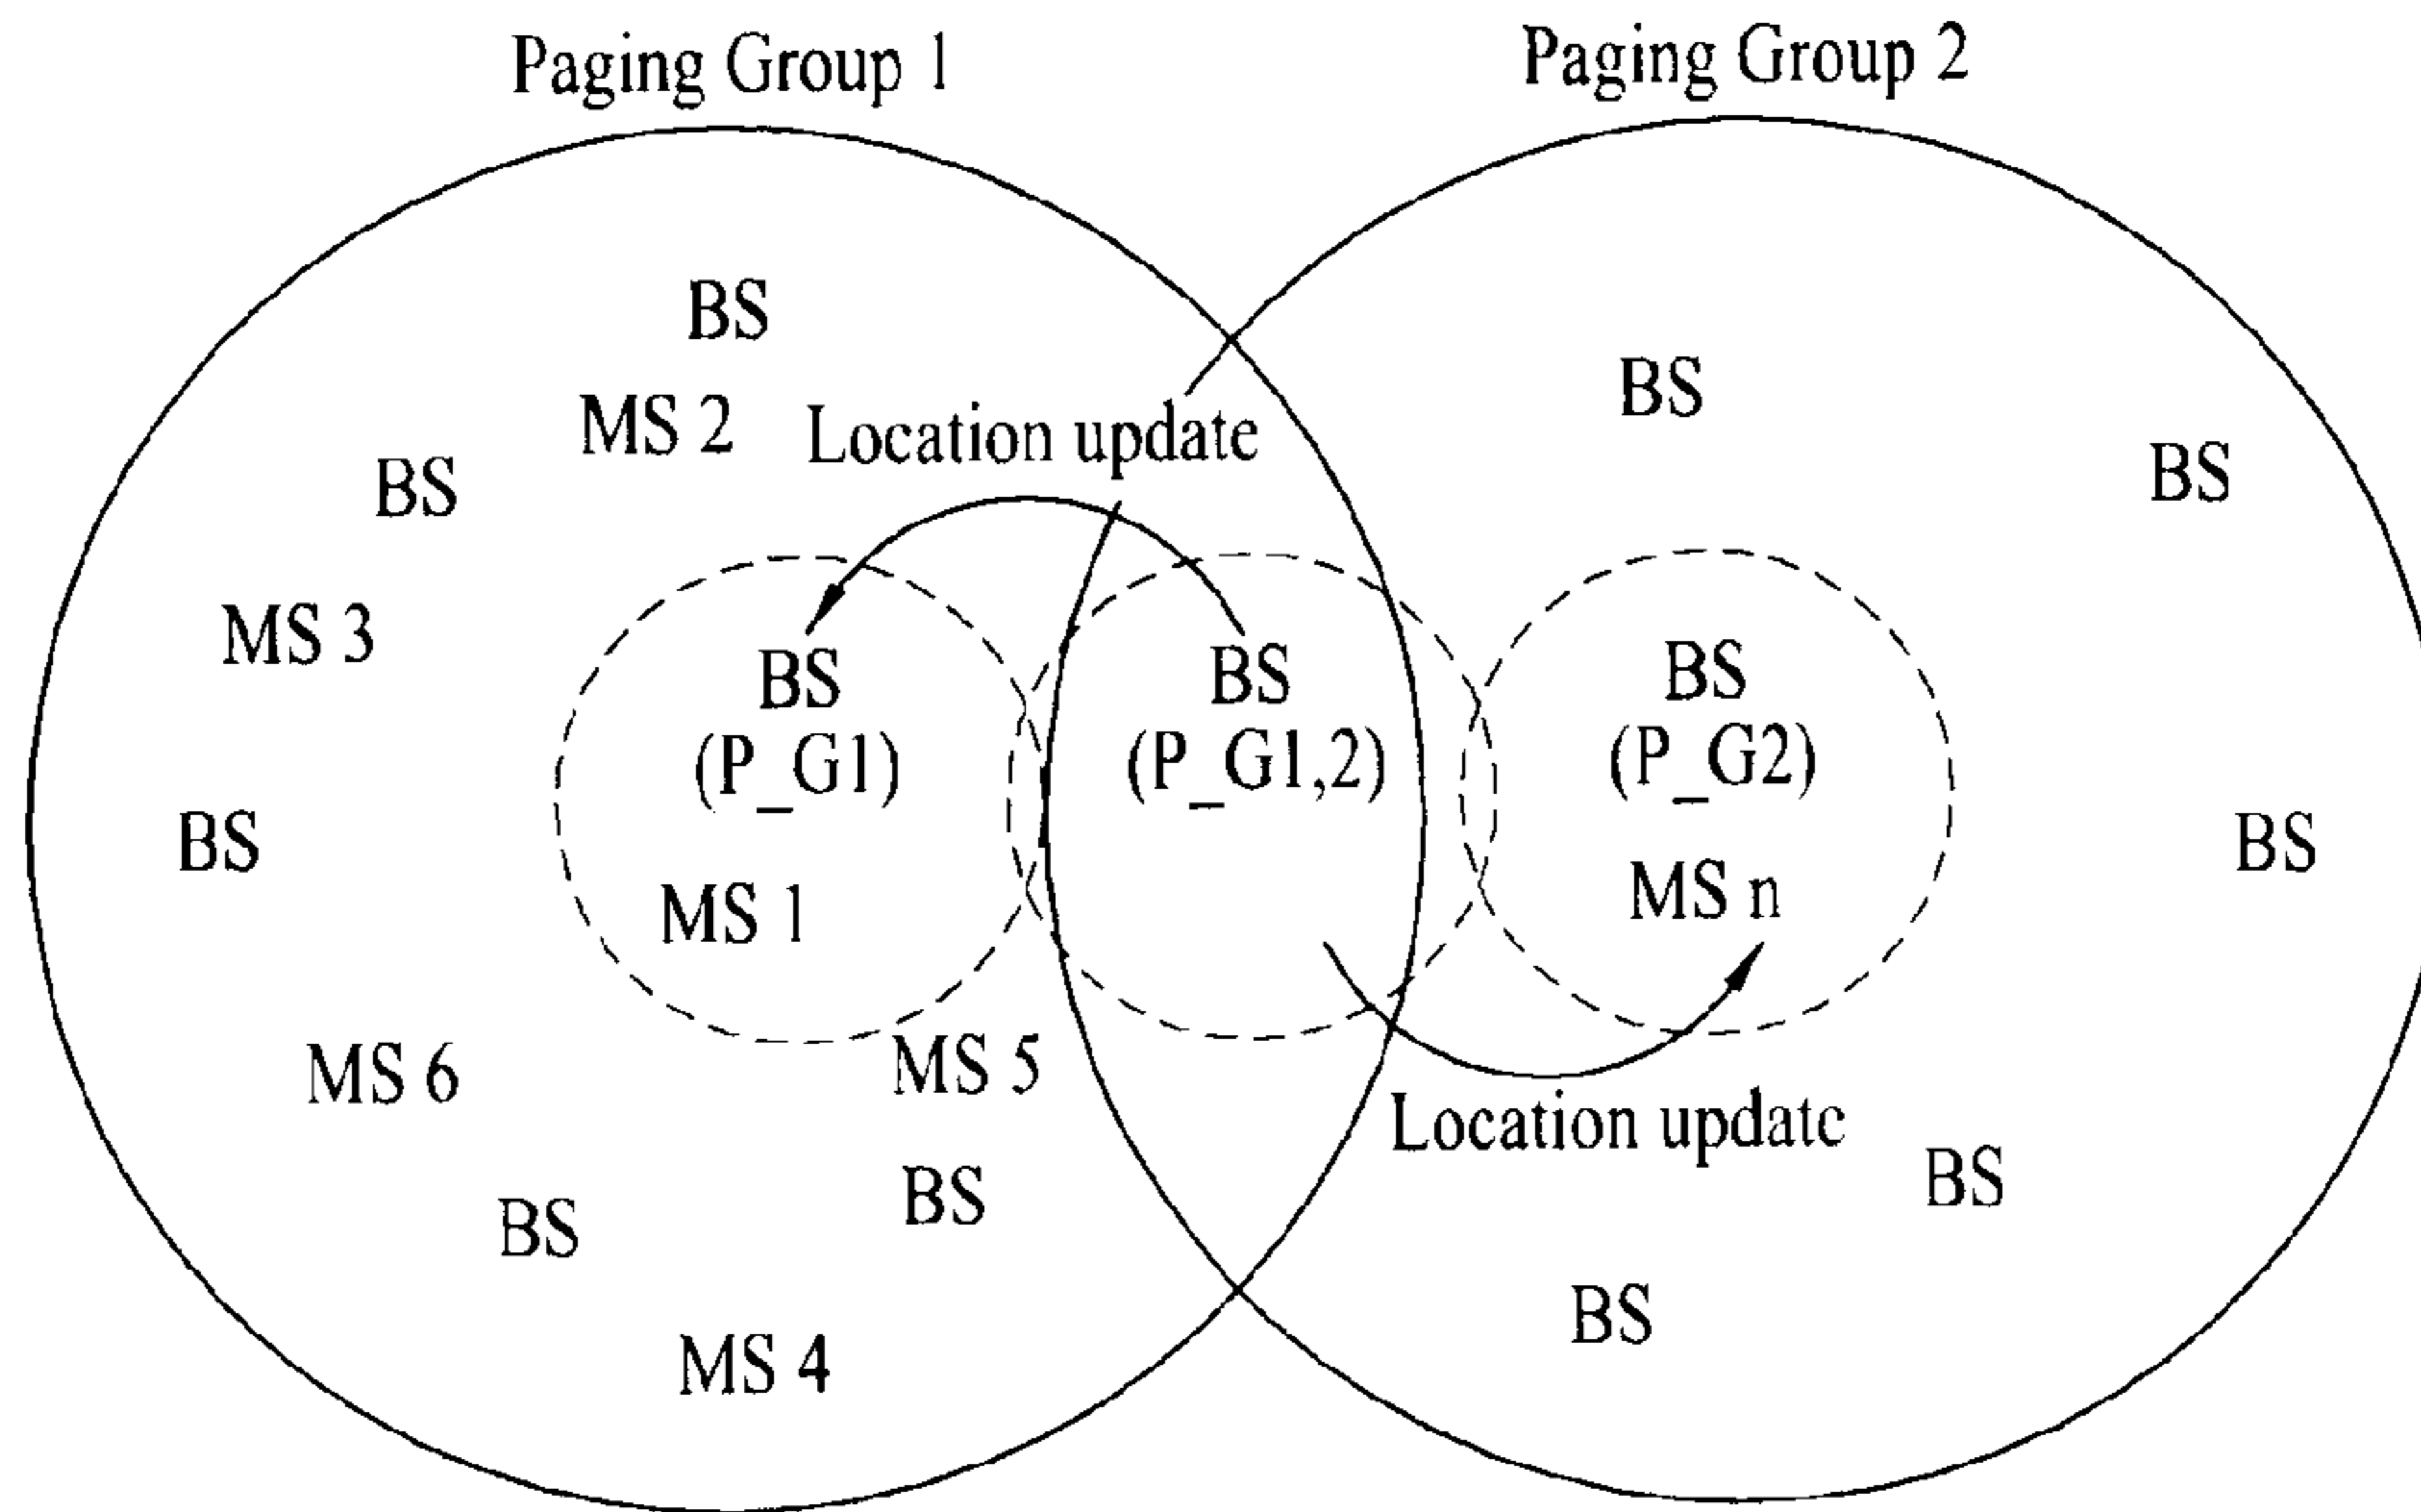 Paging Group 1
Paging Group 2
BS
BS
MS 2
Location update
BS
BS
MS 3
BS
(P_G1)
BS
(P_G1,2)
BS
(P_G2)
BS
MS 1
MS n
BS
MS 6
MS 5
Location update
BS
BS
BS
BS
MS 4